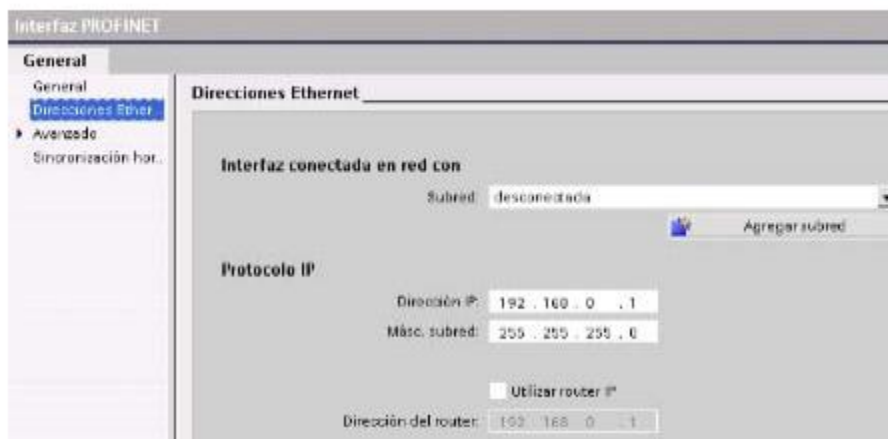 Interfaz PROFINET
General
General
Direcciones Ether
Avanzado
Sincronización hor..
Direcciones Ethernet
Interfaz conectada en red con
Subred: desconectada
Agregar subred
Protocolo IP
Dirección IP: 192 . 168 . 0 . 1
Másc. subred: 255 . 255 . 255 . 0
Utilizar router IP
Dirección del router: 192 . 168 . 0 . 1